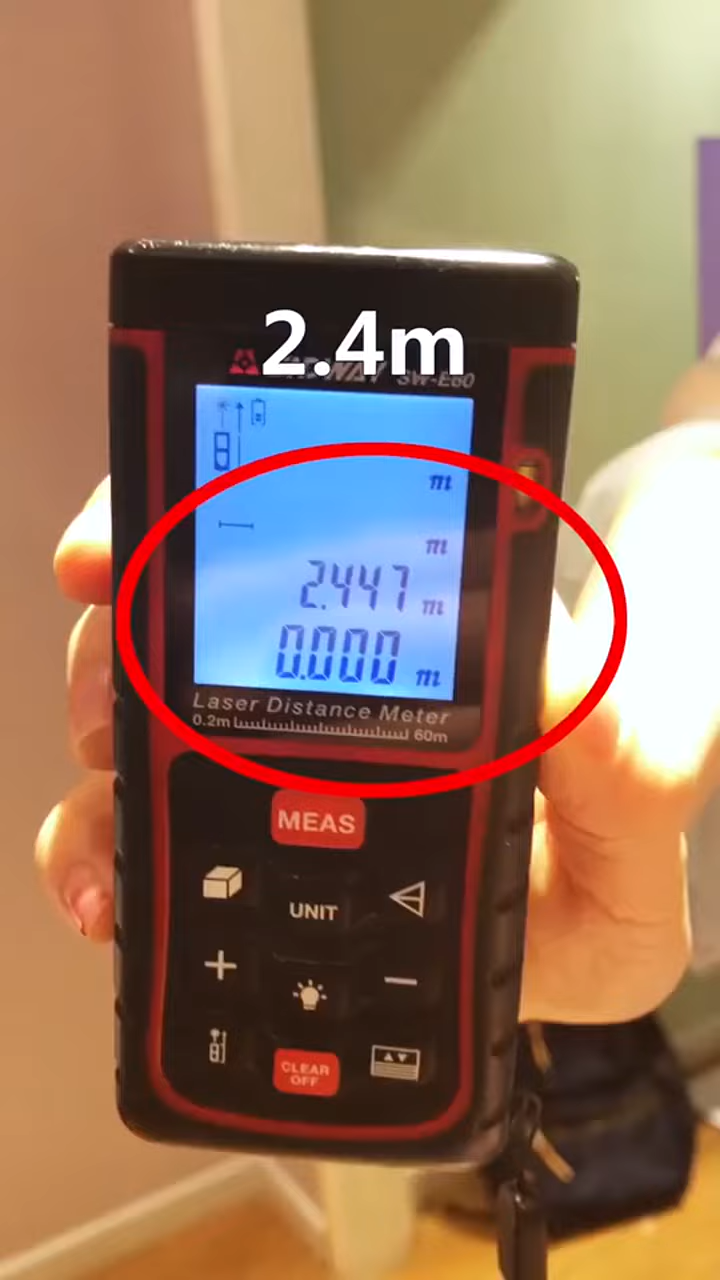 2.4m
SW-E60
m
m
2.447 m
0.000 m
Laser Distance Meter
0.2m 60m
MEAS
UNIT
CLEAR
OFF